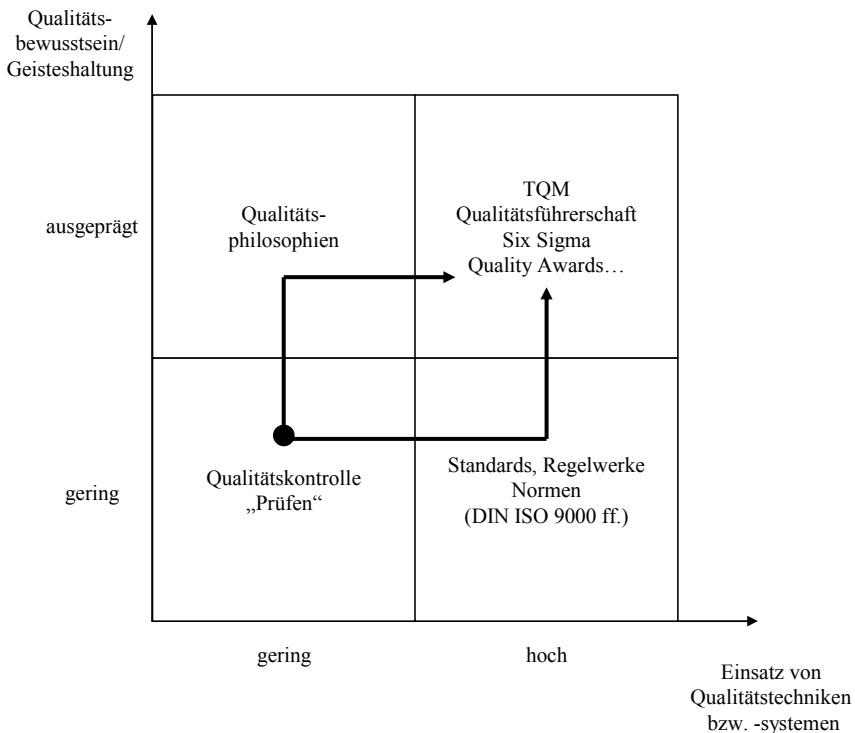 Qualitäts-
bewusstsein/
Geisteshaltung
ausgeprägt
Qualitäts-
philosophien
TQM
Qualitätsführerschaft
Six Sigma
Quality Awards…
gering
Qualitätskontrolle
„Prüfen“
Standards, Regelwerke
Normen
(DIN ISO 9000 ff.)
gering
hoch
Einsatz von
Qualitätstechniken
bzw. -systemen